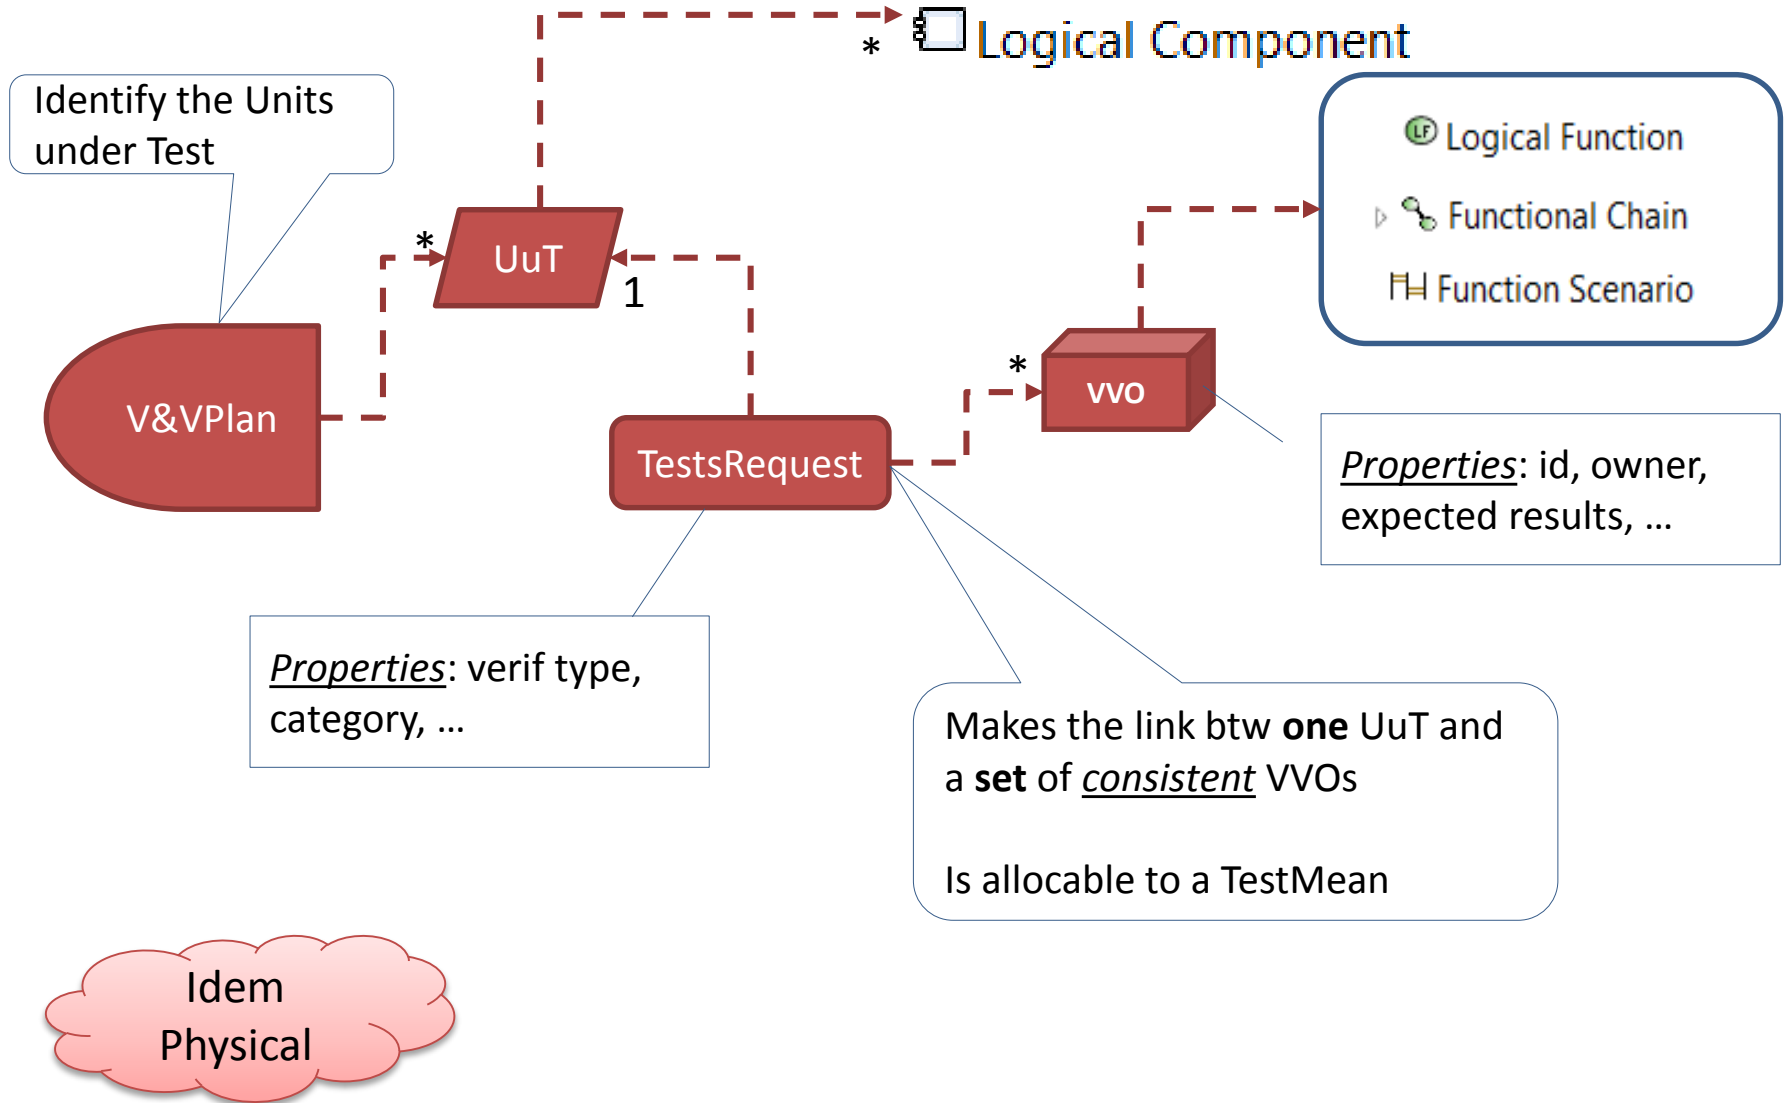 * Logical Component
Identify the Units
under Test
Logical Function
Functional Chain
Function Scenario
*
UuT
1
V&VPlan
*
VVO
TestsRequest
Properties: id, owner,
expected results, ...
Properties: verif type,
category, ...
Makes the link btw one UuT and
a set of consistent VVOs
Is allocable to a TestMean
Idem
Physical
LF